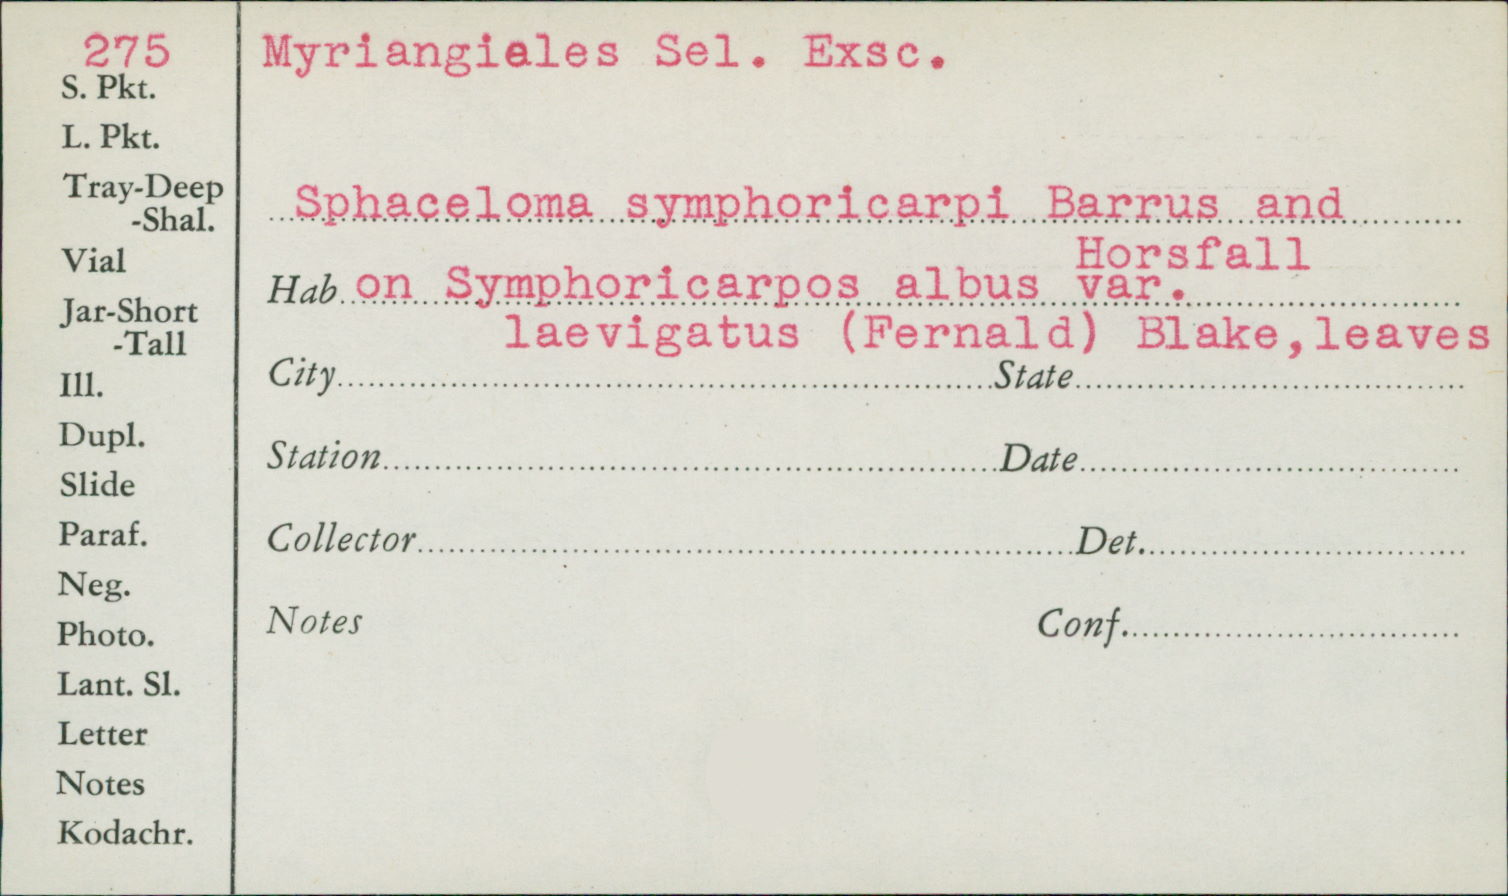 275
S. Pkt.
L. Pkt.
Tray-Deep
-Shal.
Vial
Jar-Short
-Tall
Ill.
Dupl.
Slide
Paraf.
Neg.
Photo.
Lant. Sl.
Letter
Notes
Kodachr.
Myriangiales Sel. Exsc.
Sphaceloma symphoricarpi Barrus and
Horsfall
Hab. on Symphoricarpos albus var.
laevigatus (Fernald) Blake,leaves
City State
Station Date
Collector Det.
Notes Conf.